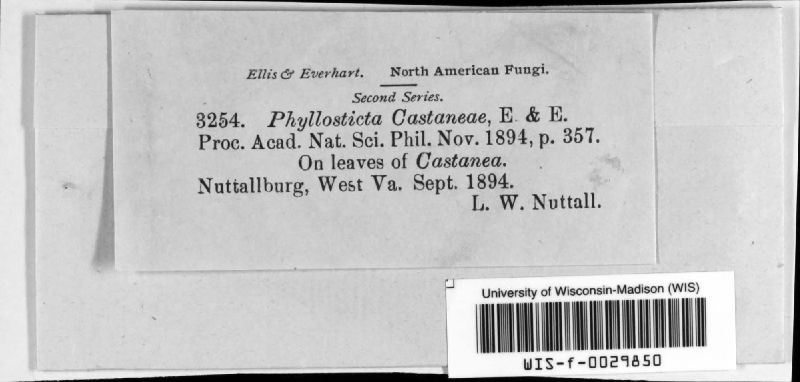 Ellis & Everhart. North American Fungi.
Second Series.
3254. Phyllosticta Castaneae, E. & E.
Proc. Acad. Nat. Sci. Phil. Nov. 1894, p. 357.
On leaves of Castanea.
Nuttallburg, West Va. Sept. 1894.
L. W. Nuttall.
University of Wisconsin-Madison (WIS)
WIS-f-0029850